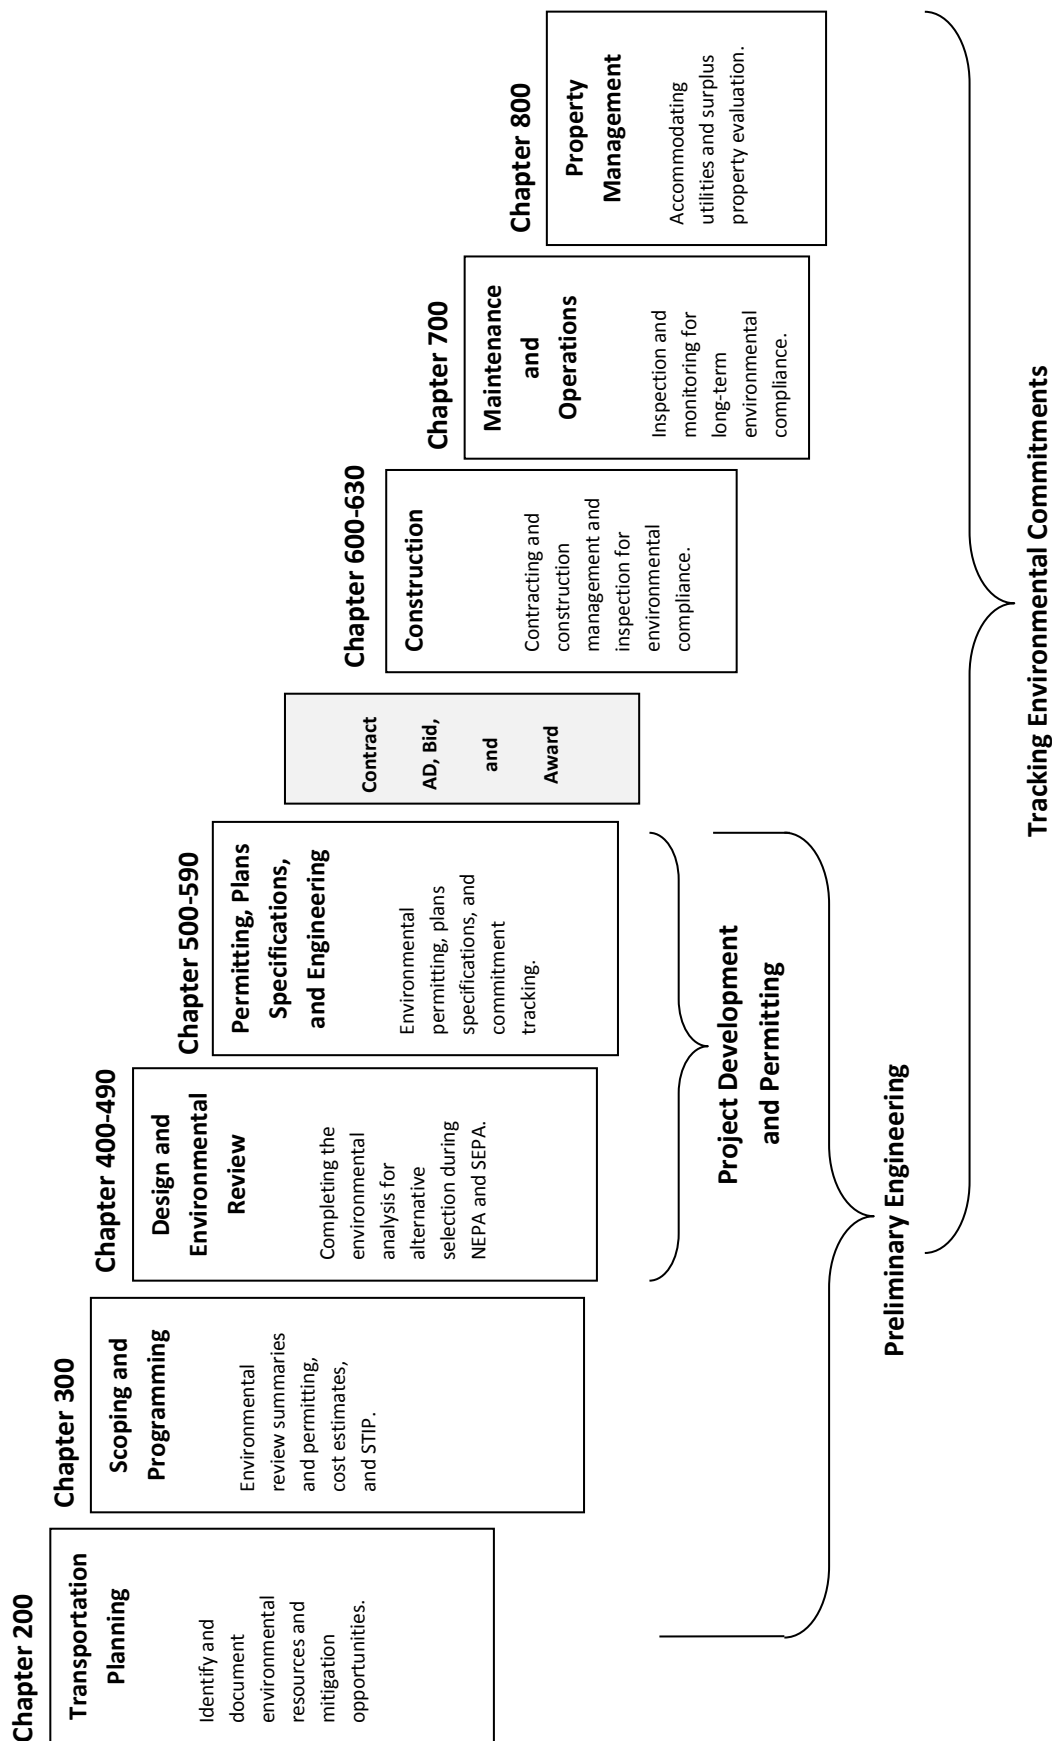 Chapter 200
Transportation
Planning
Identify and
document
environmental
resources and
mitigation
opportunities.
Chapter 300
Scoping and
Programming
Environmental
review summaries
and permitting,
cost estimates,
and STIP.
Chapter 400-490
Design and
Environmental
Review
Completing the
environmental
analysis for
alternative
selection during
NEPA and SEPA.
Chapter 500-590
Permitting, Plans
Specifications,
and Engineering
Environmental
permitting, plans
specifications, and
commitment
tracking.
Contract
AD, Bid,
and
Award
Chapter 600-630
Construction
Contracting and
construction
management and
inspection for
environmental
compliance.
Chapter 700
Maintenance
and
Operations
Inspection and
monitoring for
long-term
environmental
compliance.
Chapter 800
Property
Management
Accommodating
utilities and surplus
property evaluation.
Project Development
and Permitting
Preliminary Engineering
Tracking Environmental Commitments